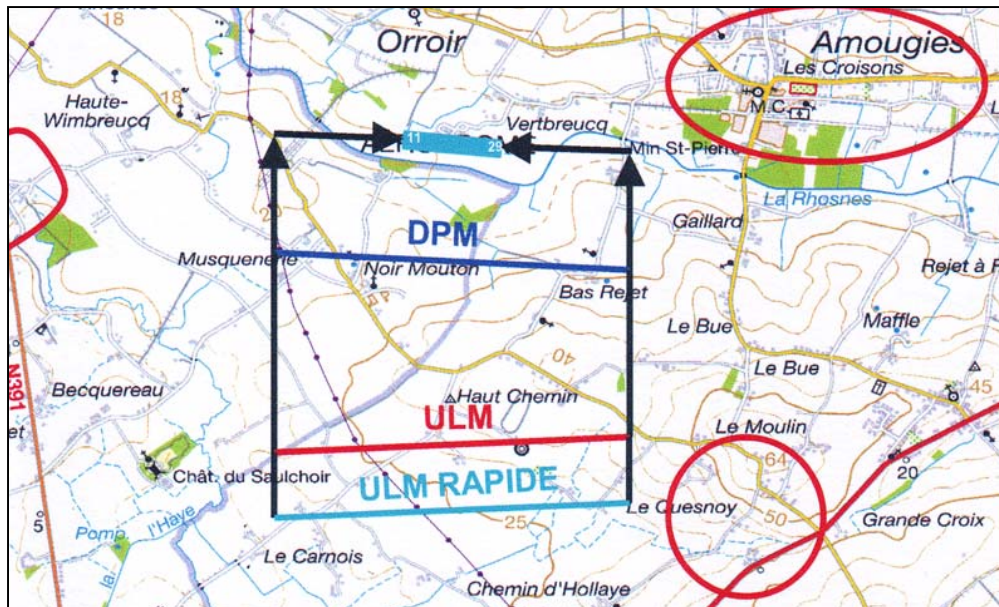 18
Orroir
Amougies
Les Croisons
Haute-
Wimbreucq
18
M.C.
Vertbreucq
11
29
Min St-Pierre
20
La Rhosnes
DPM
Gaillard
Musquenerie
Noir Mouton
Bas Rejet
Rejet à R
Le Bue
Maffle
40
Le Bue
N391
Becquereau
et
Haut Chemin
45
ULM
Le Moulin
64
20
Chât. du Saulchoir
ULM RAPIDE
Le Quesnoy
50
Grande Croix
5
25
Pomp.
l'Haye
la
Le Carnois
Chemin d'Hollaye